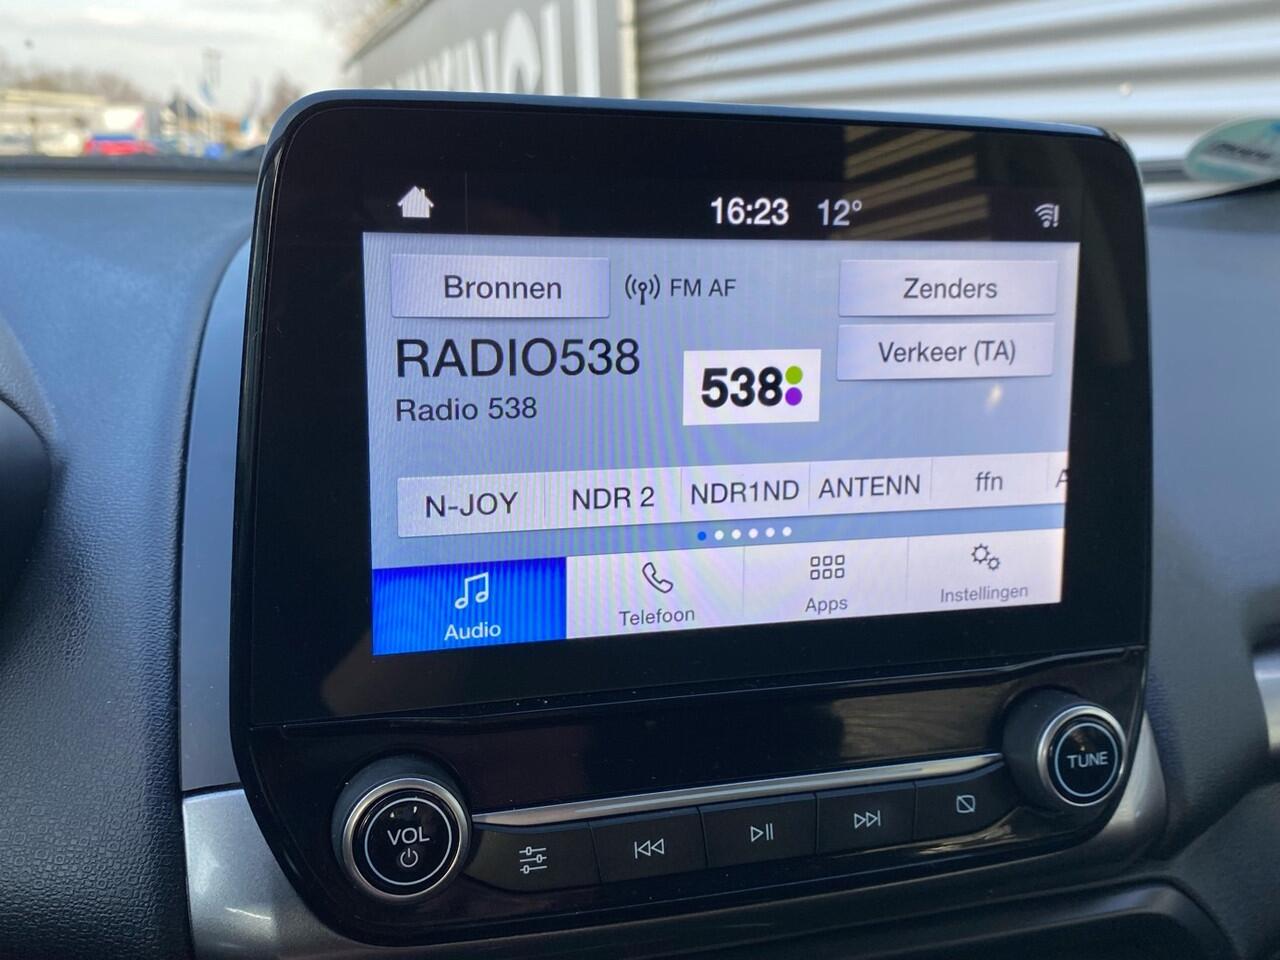 16:23 12°
Bronnen FM AF Zenders
Verkeer (TA)
RADIO538
538
Radio 538
N-JOY NDR 2 NDR1ND ANTENN ffn A
Audio Telefoon Apps Instellingen
VOL
TUNE